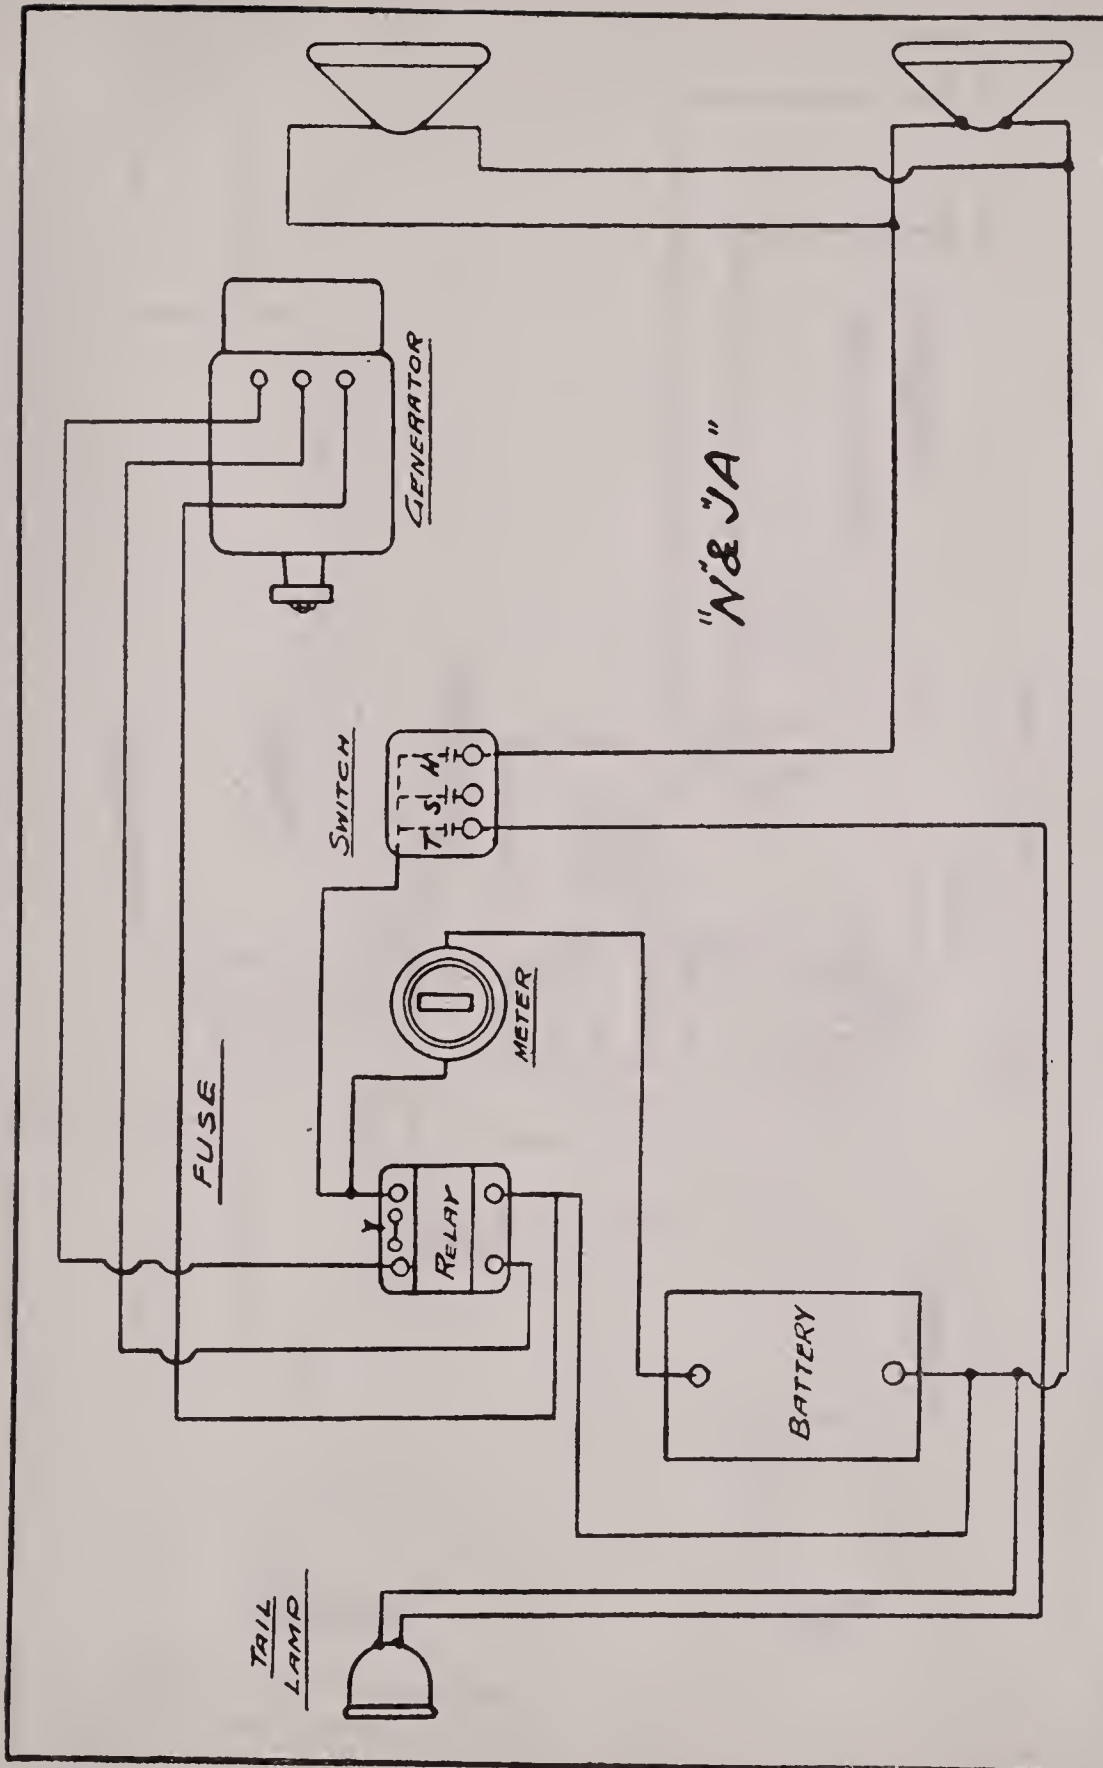 TAIL
LAMP
FUSE
RELAY
BATTERY
METER
SWITCH
T S H
GENERATOR
"N" & "JA"